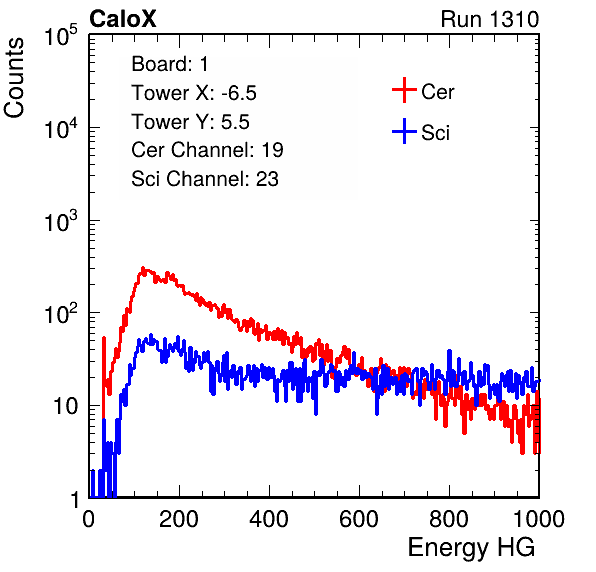 CaloX Run 1310
Counts
10^5
10^4
10^3
10^2
10
1
Board: 1
Tower X: -6.5
Tower Y: 5.5
Cer Channel: 19
Sci Channel: 23
Cer
Sci
0 200 400 600 800 1000
Energy HG